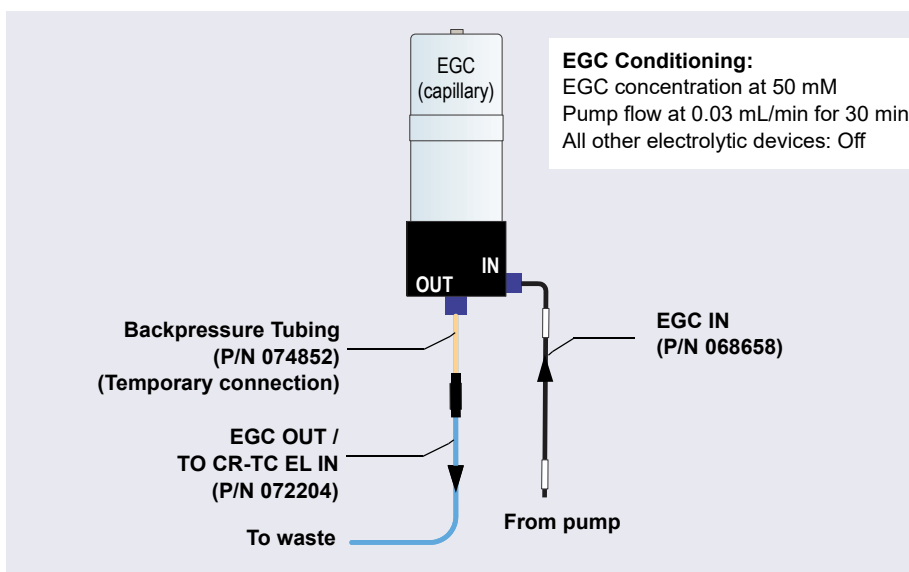 EGC
(capillary)
EGC Conditioning:
EGC concentration at 50 mM
Pump flow at 0.03 mL/min for 30 min
All other electrolytic devices: Off
IN
OUT
Backpressure Tubing
(P/N 074852)
(Temporary connection)
EGC IN
(P/N 068658)
EGC OUT /
TO CR-TC EL IN
(P/N 072204)
From pump
To waste